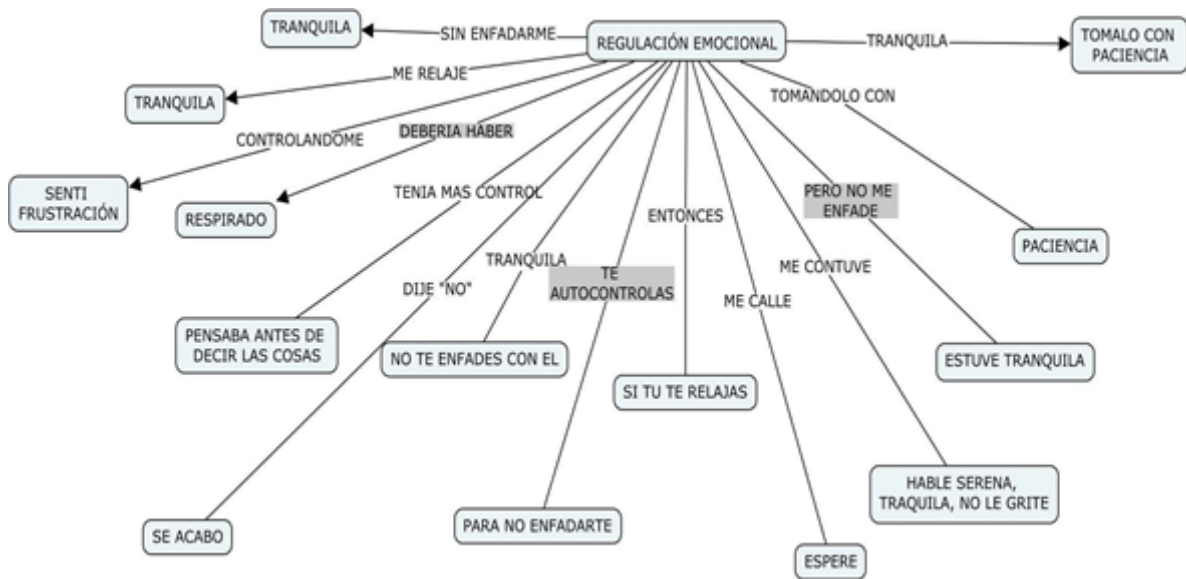 TRANQUILA
SIN ENFADARME
REGULACIÓN EMOCIONAL
TRANQUILA
TOMALO CON
PACIENCIA
ME RELAJE
TRANQUILA
TOMÁNDOLO CON
CONTROLANDOME
DEBERIA HABER
SENTI
FRUSTRACIÓN
RESPIRADO
TENIA MAS CONTROL
PERO NO ME
ENFADE
ENTONCES
PACIENCIA
TRANQUILA
ME CONTUVE
TE
AUTOCONTROLAS
DIJE "NO"
ME CALLE
PENSABA ANTES DE
DECIR LAS COSAS
NO TE ENFADES CON EL
ESTUVE TRANQUILA
SI TU TE RELAJAS
HABLE SERENA,
TRAQUILA, NO LE GRITE
SE ACABO
PARA NO ENFADARTE
ESPERE